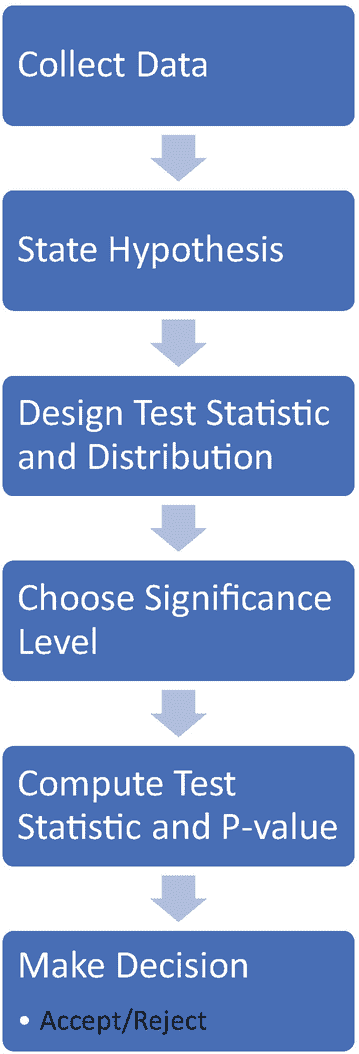 Collect Data
State Hypothesis
Design Test Statistic
and Distribution
Choose Significance
Level
Compute Test
Statistic and P-value
Make Decision
• Accept/Reject